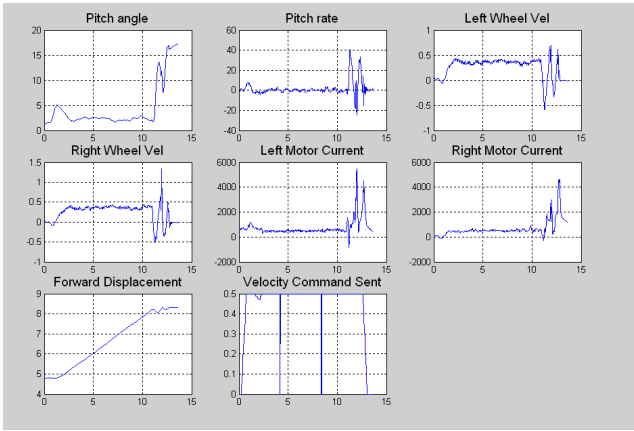 Pitch angle Pitch rate Left Wheel Vel
20 60 1
15 40 0.5
10 20 0
5 0 -0.5
0 -20 -1
-40
0 5 10 15 0 5 10 15 0 5 10 15
Right Wheel Vel Left Motor Current Right Motor Current
1.5 6000 6000
1 4000 4000
0.5 2000 2000
0 0 0
-0.5 -2000 -2000
-1
0 5 10 15 0 5 10 15 0 5 10 15
Forward Displacement Velocity Command Sent
9 0.5
8 0.4
7 0.3
6 0.2
5 0.1
4 0
0 5 10 15 0 5 10 15